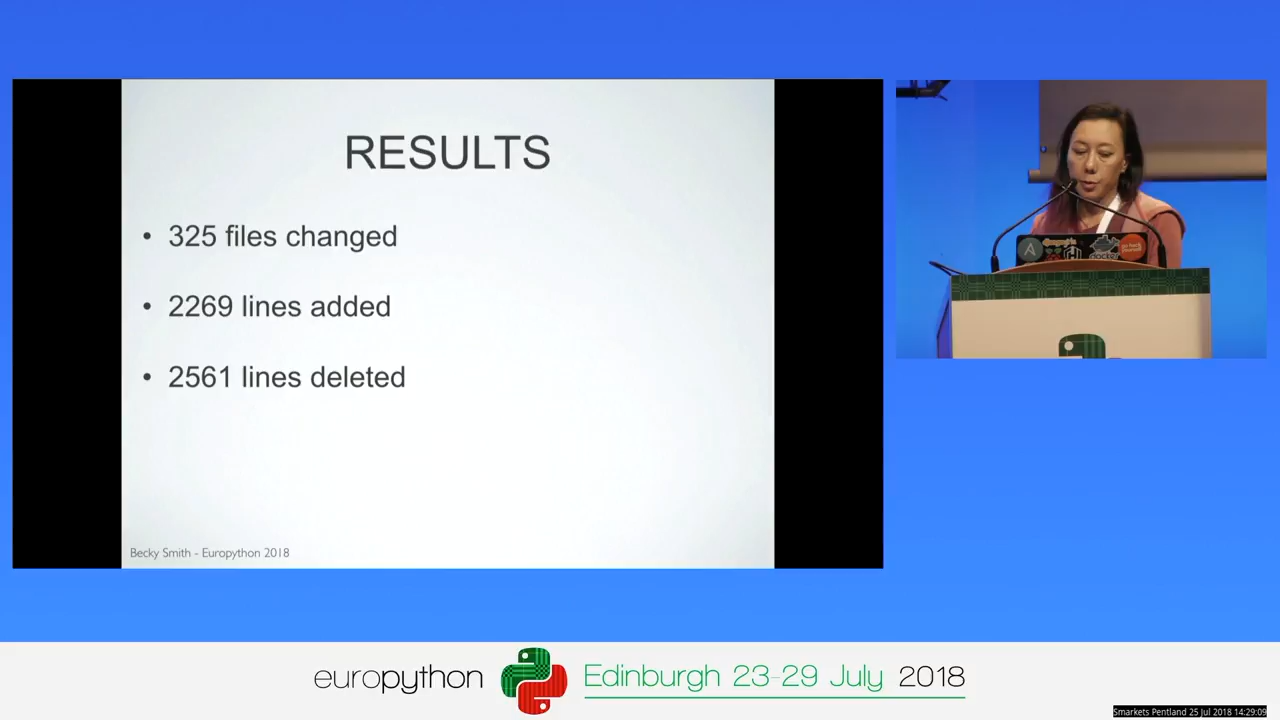 RESULTS
• 325 files changed
• 2269 lines added
• 2561 lines deleted
Becky Smith - Europython 2018
A
docker
europython
Edinburgh 23-29 July 2018
Smarkets Pentland 25 Jul 2018 14:29:09